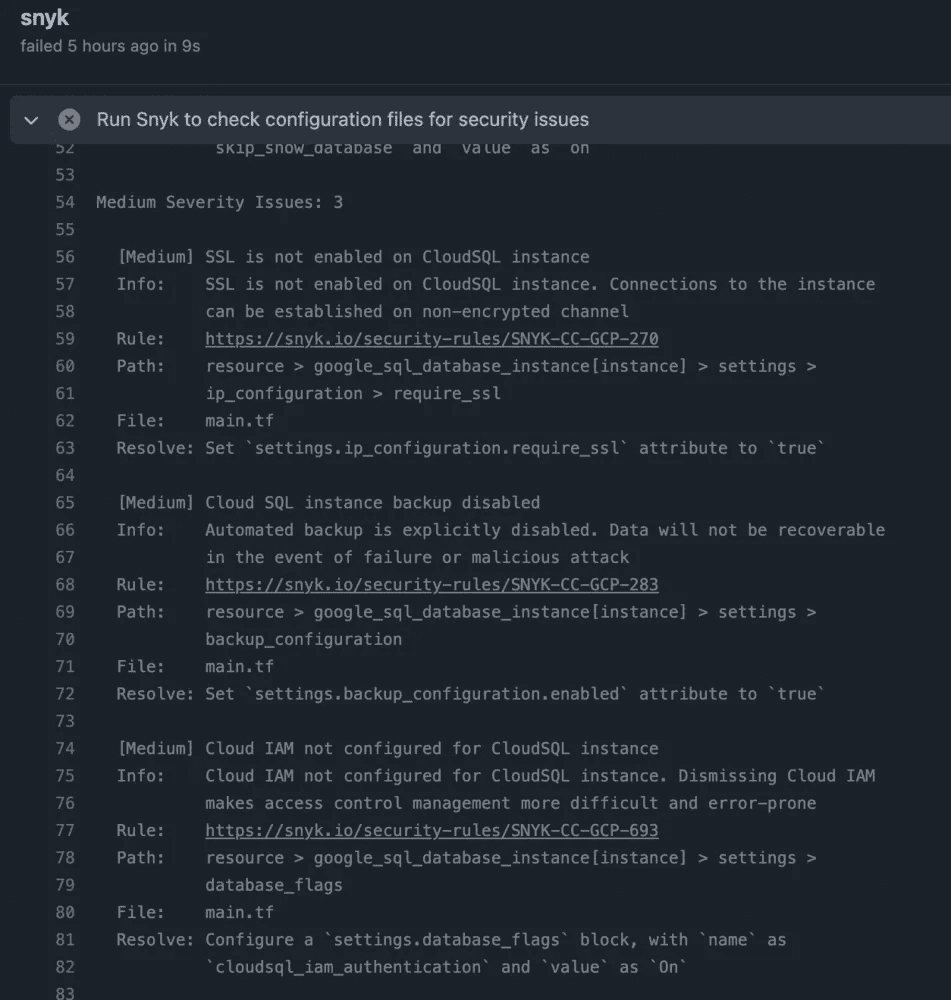 snyk
failed 5 hours ago in 9s
Run Snyk to check configuration files for security issues
52 skip_show_database and value as on
53
54 Medium Severity Issues: 3
55
56 [Medium] SSL is not enabled on CloudSQL instance
57 Info: SSL is not enabled on CloudSQL instance. Connections to the instance
58 can be established on non-encrypted channel
59 Rule: https://snyk.io/security-rules/SNYK-CC-GCP-270
60 Path: resource > google_sql_database_instance[instance] > settings >
61 ip_configuration > require_ssl
62 File: main.tf
63 Resolve: Set `settings.ip_configuration.require_ssl` attribute to `true`
64
65 [Medium] Cloud SQL instance backup disabled
66 Info: Automated backup is explicitly disabled. Data will not be recoverable
67 in the event of failure or malicious attack
68 Rule: https://snyk.io/security-rules/SNYK-CC-GCP-283
69 Path: resource > google_sql_database_instance[instance] > settings >
70 backup_configuration
71 File: main.tf
72 Resolve: Set `settings.backup_configuration.enabled` attribute to `true`
73
74 [Medium] Cloud IAM not configured for CloudSQL instance
75 Info: Cloud IAM not configured for CloudSQL instance. Dismissing Cloud IAM
76 makes access control management more difficult and error-prone
77 Rule: https://snyk.io/security-rules/SNYK-CC-GCP-693
78 Path: resource > google_sql_database_instance[instance] > settings >
79 database_flags
80 File: main.tf
81 Resolve: Configure a `settings.database_flags` block, with `name` as
82 `cloudsql_iam_authentication` and `value` as `On`
83